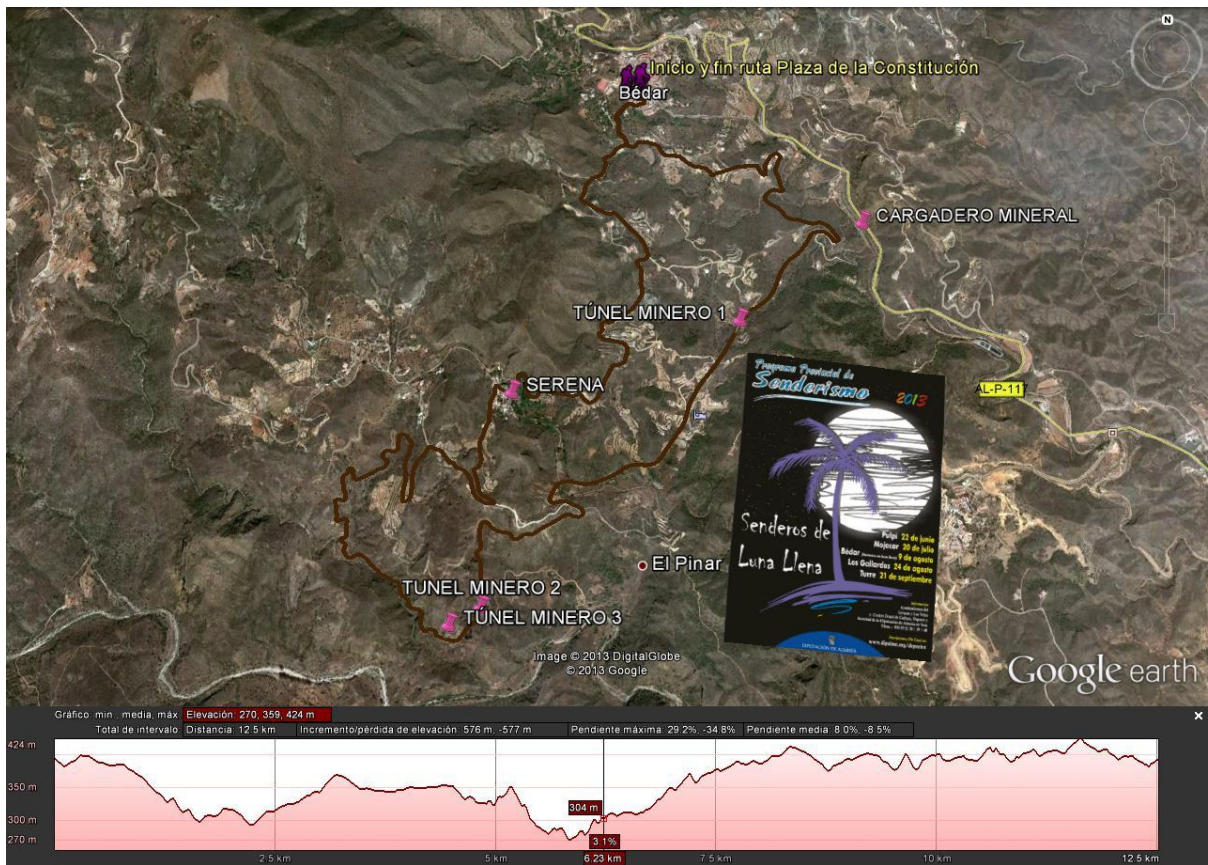 N
Inicio y fin ruta Plaza de la Constitución
Bédar
CARGADERO MINERAL
TÚNEL MINERO 1
SERENA
AL-P-117
Programa Provincial de
Senderismo 2013
Senderos de
Luna Llena
Pulpí 22 de junio
Mojácar 20 de julio
Bédar 9 de agosto
Los Gallardos 24 de agosto
Turre 21 de septiembre
DIPUTACIÓN DE ALMERÍA
El Pinar
TUNEL MINERO 2
TÚNEL MINERO 3
Image © 2013 DigitalGlobe
© 2013 Google
Google earth
Gráfico: min., media, máx. Elevación: 270, 359, 424 m
Total de intervalo: Distancia: 12.5 km Incremento/pérdida de elevación: 576 m, -577 m Pendiente máxima: 29.2%, -34.8% Pendiente media: 8.0%, -8.5%
424 m
350 m
300 m
270 m
304 m
3.1%
2.5 km
5 km
6.23 km
7.5 km
10 km
12.5 km